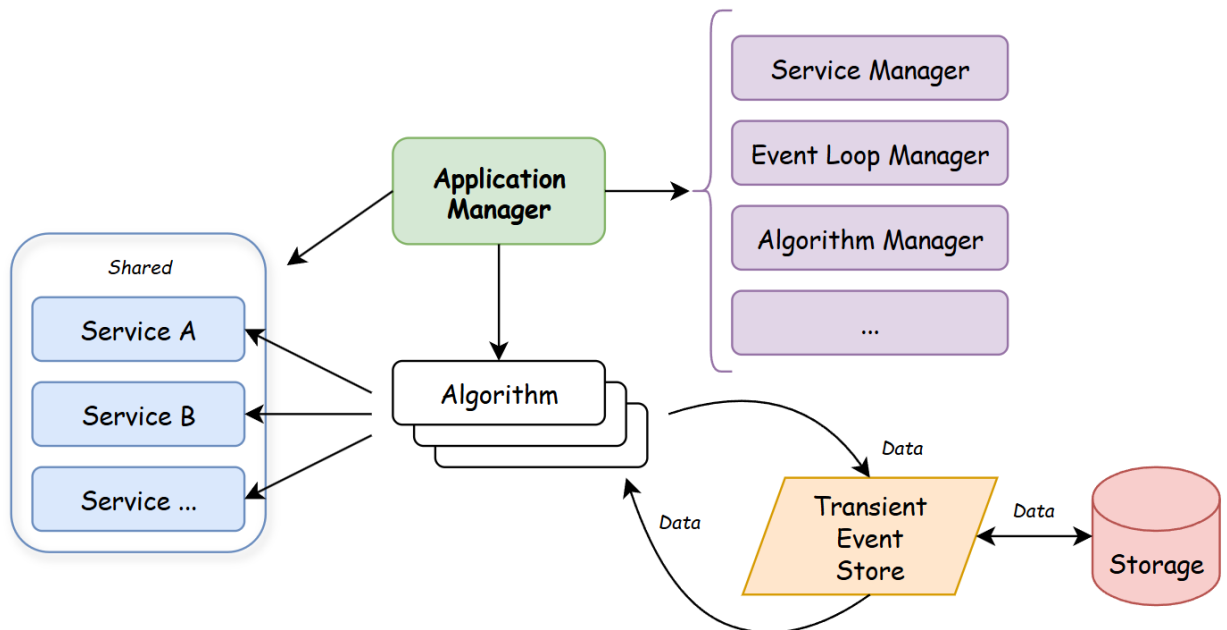 Service Manager
Event Loop Manager
Algorithm Manager
...
Application
Manager
Shared
Service A
Service B
Service ...
Algorithm
Data
Data
Transient
Event
Store
Data
Storage